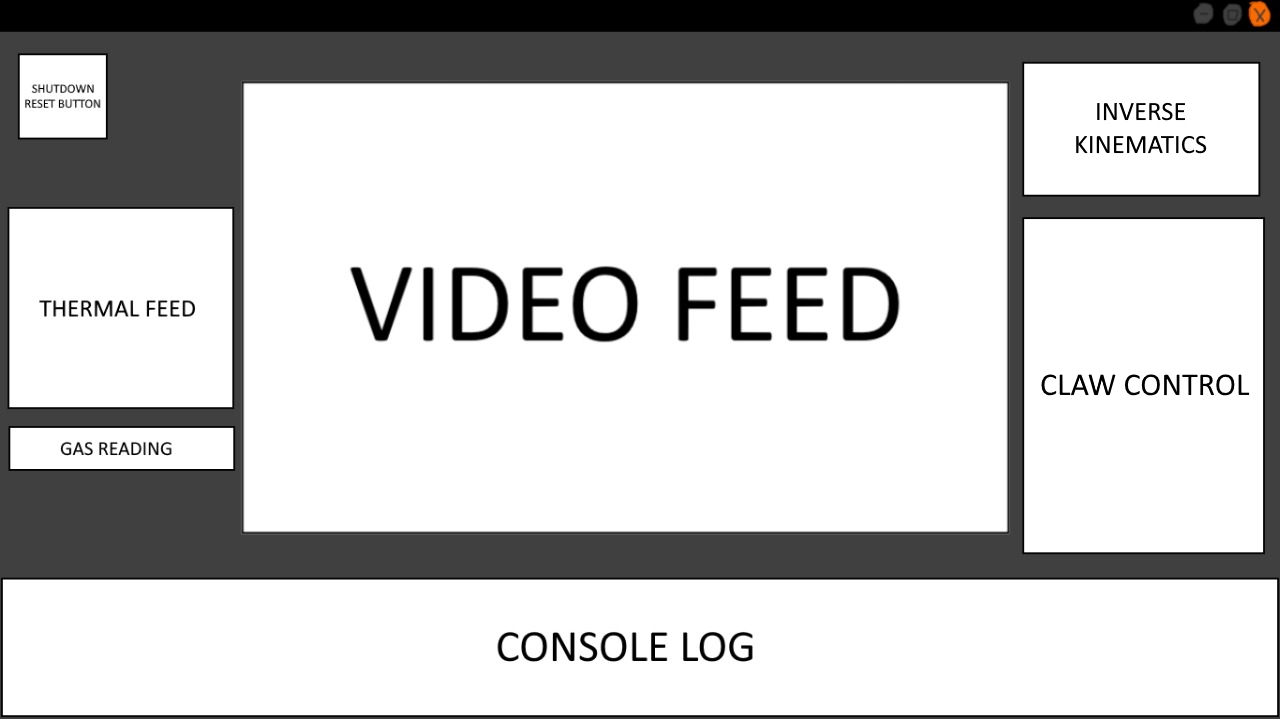 SHUTDOWN
RESET BUTTON
INVERSE
KINEMATICS
THERMAL FEED
VIDEO FEED
CLAW CONTROL
GAS READING
CONSOLE LOG